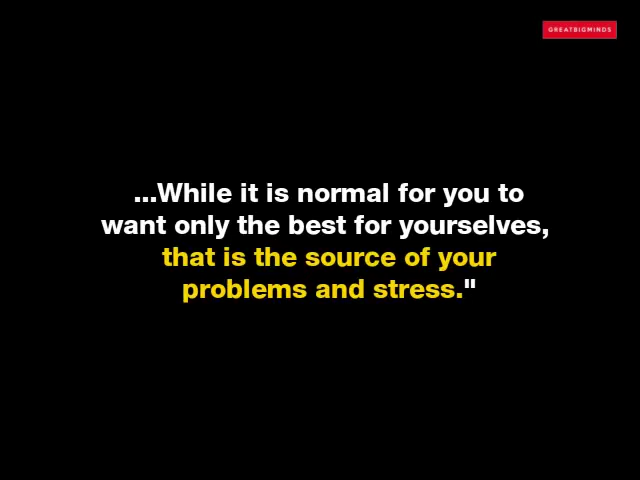 GREATBIGMINDS
...While it is normal for you to
want only the best for yourselves,
that is the source of your
problems and stress."